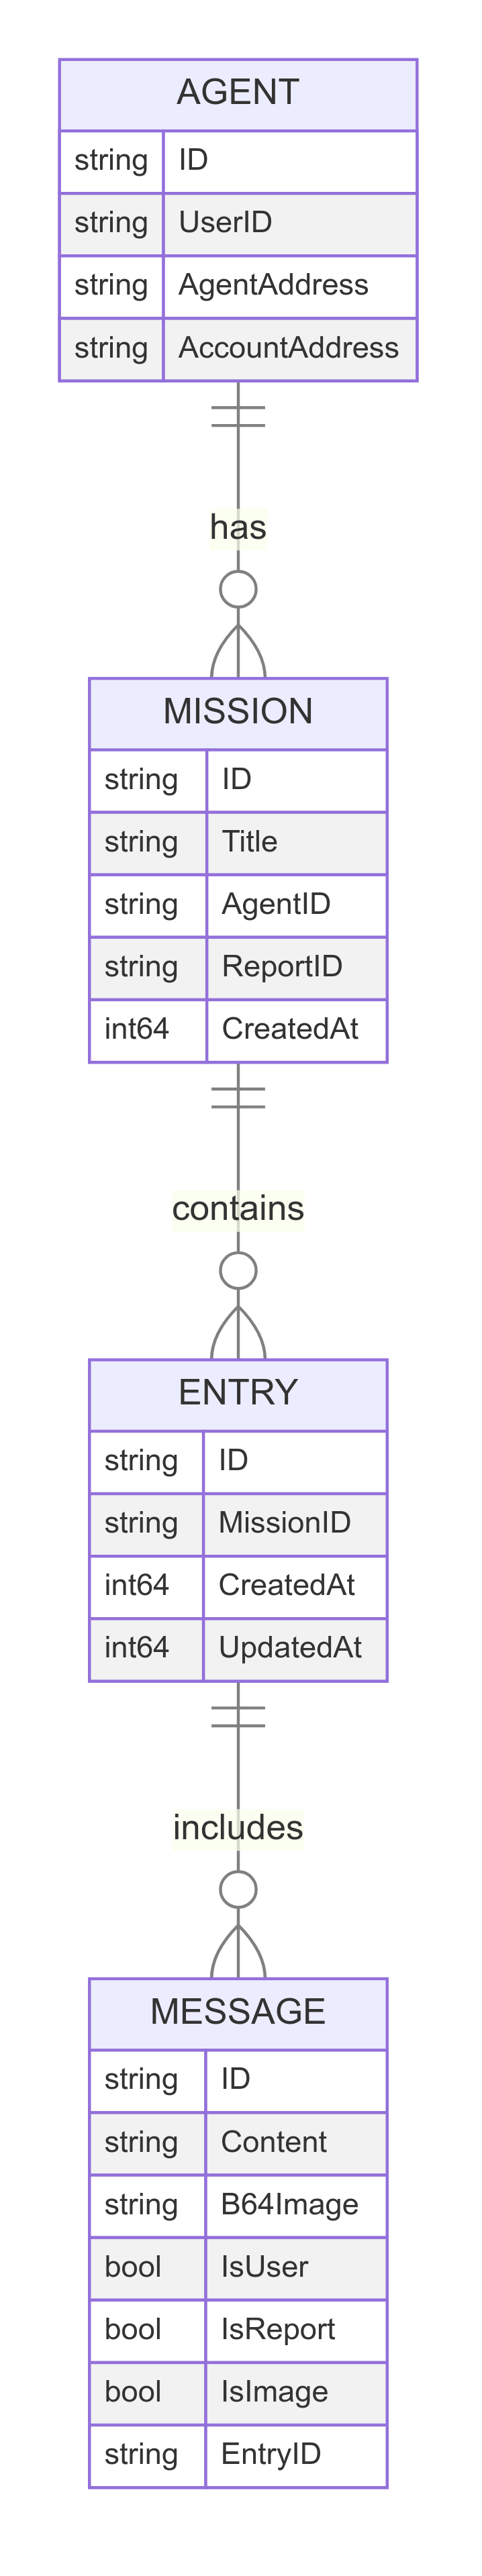 AGENT
string ID
string UserID
string AgentAddress
string AccountAddress
has
MISSION
string ID
string Title
string AgentID
string ReportID
int64 CreatedAt
contains
ENTRY
string ID
string MissionID
int64 CreatedAt
int64 UpdatedAt
includes
MESSAGE
string ID
string Content
string B64Image
bool IsUser
bool IsReport
bool IsImage
string EntryID